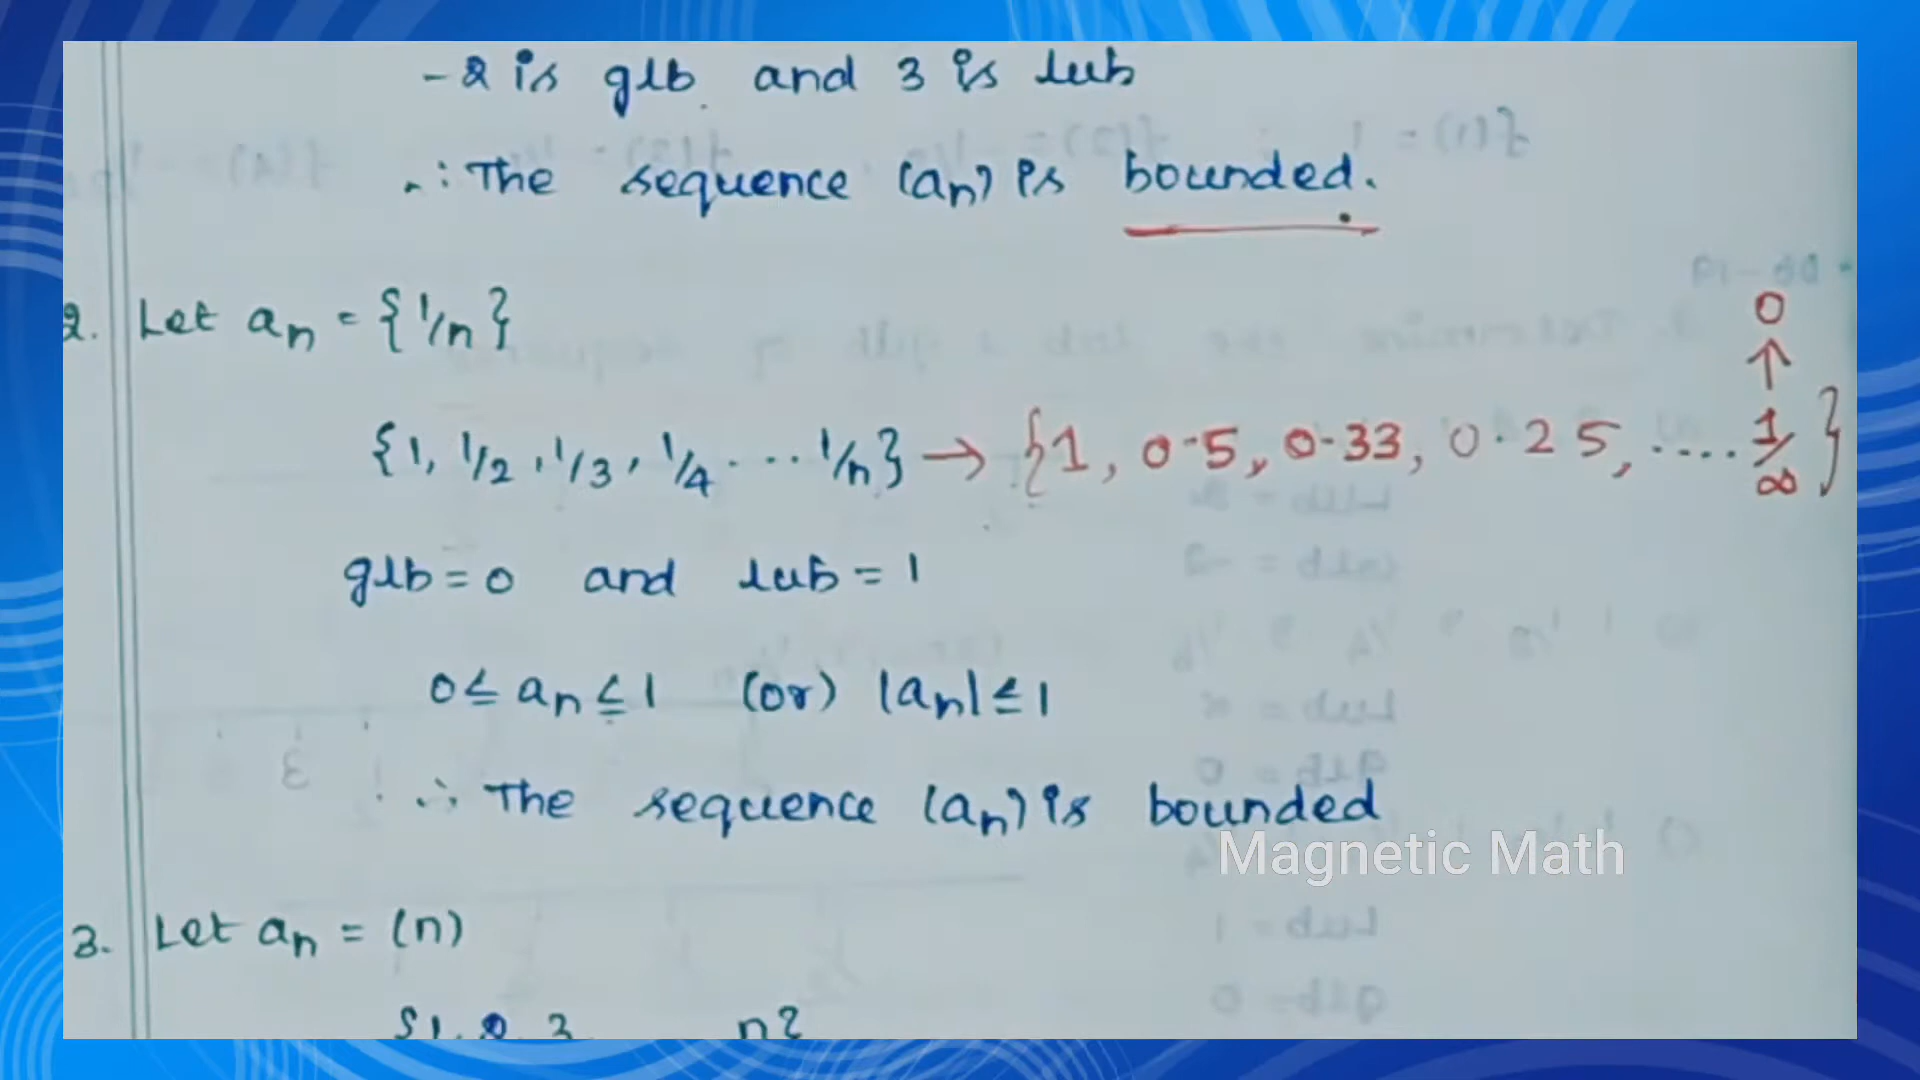 -2 is glb and 3 is lub
∴ The sequence (an) is bounded.
2. Let an = {1/n}
{1, 1/2, 1/3, 1/4 . ... 1/n} → {1, 0.5, 0.33, 0.25, .... 1/∞} ↑ 0
glb = 0 and lub = 1
0 ≤ an ≤ 1 (or) |an| ≤ 1
∴ The sequence (an) is bounded
Magnetic Math
3. Let an = (n)